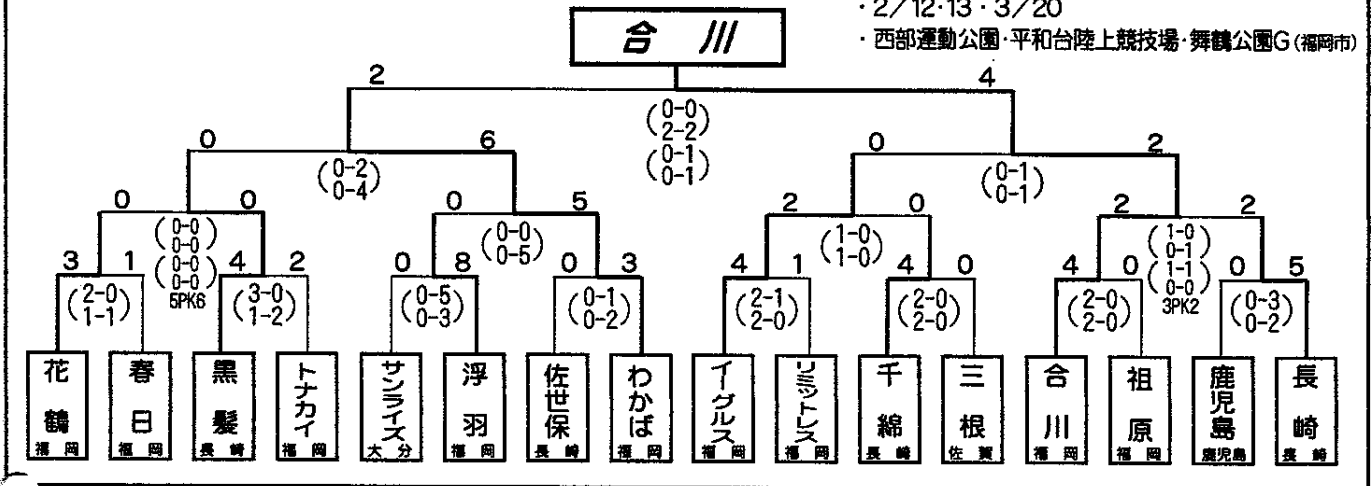 ・2/12・13・3/20
合川
・西部運動公園・平和台陸上競技場・舞鶴公園G(福岡市)
2 4
(0-0
2-2)
(0-1
0-1)
0 6 0 2
(0-2
0-4)
(0-1
0-1)
0 0 0 5 2 0 2 2
(0-0
0-0)
(0-0
0-0)
5PK6
(0-0
0-5)
(1-0
1-0)
(1-0
0-1)
(1-1
0-0)
3PK2
3 1 4 2 0 8 0 3 4 1 4 0 4 0 0 5
(2-0
1-1)
(3-0
1-2)
(0-5
0-3)
(0-1
0-2)
(2-1
2-0)
(2-0
2-0)
(2-0
2-0)
(0-3
0-2)
花鶴
福岡
春日
福岡
黒髪
長崎
トナカイ
福岡
サンライズ
大分
浮羽
福岡
佐世保
長崎
わかば
福岡
イーグルス
福岡
リミットレス
福岡
千綿
長崎
三根
佐賀
合川
福岡
祖原
福岡
鹿児島
鹿児島
長崎
長崎